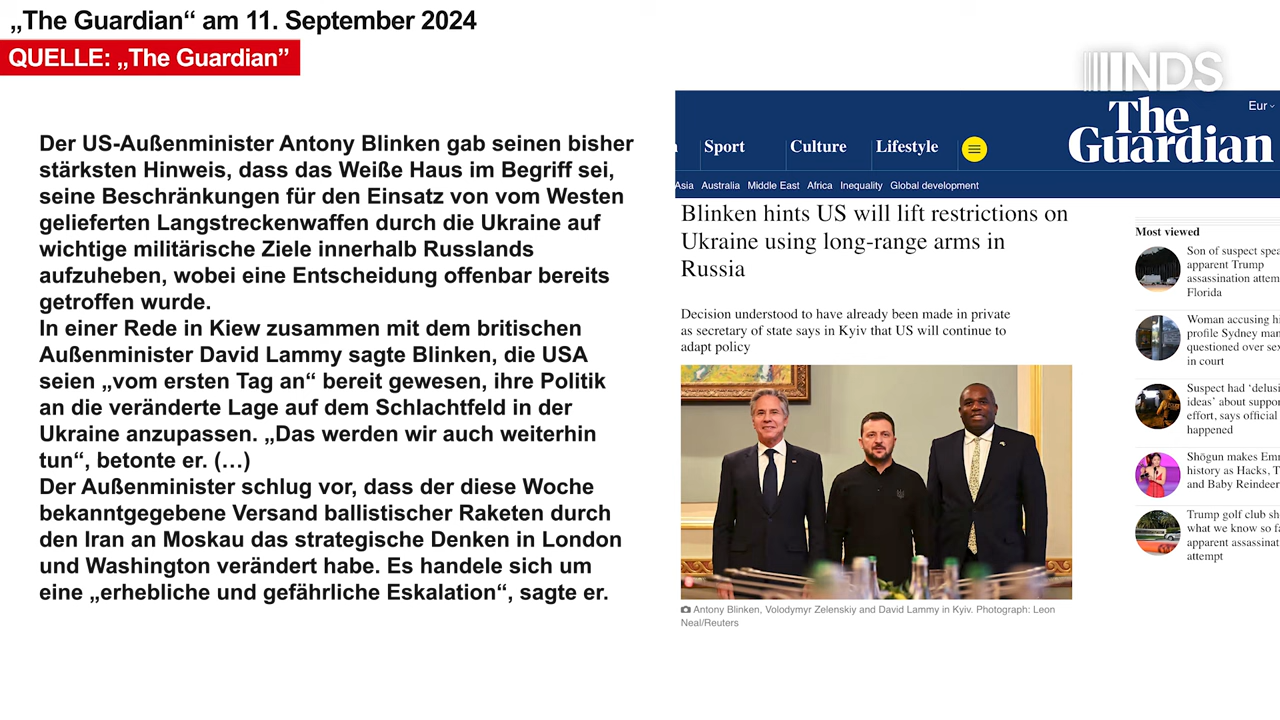 „The Guardian“ am 11. September 2024
QUELLE: „The Guardian”
NDS
Der US-Außenminister Antony Blinken gab seinen bisher
stärksten Hinweis, dass das Weiße Haus im Begriff sei,
seine Beschränkungen für den Einsatz von vom Westen
gelieferten Langstreckenwaffen durch die Ukraine auf
wichtige militärische Ziele innerhalb Russlands
aufzuheben, wobei eine Entscheidung offenbar bereits
getroffen wurde.
In einer Rede in Kiew zusammen mit dem britischen
Außenminister David Lammy sagte Blinken, die USA
seien „vom ersten Tag an“ bereit gewesen, ihre Politik
an die veränderte Lage auf dem Schlachtfeld in der
Ukraine anzupassen. „Das werden wir auch weiterhin
tun“, betonte er. (…)
Der Außenminister schlug vor, dass der diese Woche
bekanntgegebene Versand ballistischer Raketen durch
den Iran an Moskau das strategische Denken in London
und Washington verändert habe. Es handele sich um
eine „erhebliche und gefährliche Eskalation“, sagte er.
Eur
The
Guardian
Sport Culture Lifestyle
Asia Australia Middle East Africa Inequality Global development
Blinken hints US will lift restrictions on
Ukraine using long-range arms in
Russia
Decision understood to have already been made in private
as secretary of state says in Kyiv that US will continue to
adapt policy
Antony Blinken, Volodymyr Zelenskiy and David Lammy in Kyiv. Photograph: Leon
Neal/Reuters
Most viewed
Son of suspect
apparent Trump
assassination
Florida
Woman accusing
profile Sydney
questioned over
in court
Suspect had
ideas’ about
effort, says official
happened
Shōgun makes
history as Hacks,
and Baby Reindeer
Trump golf club
what we know so
apparent
attempt